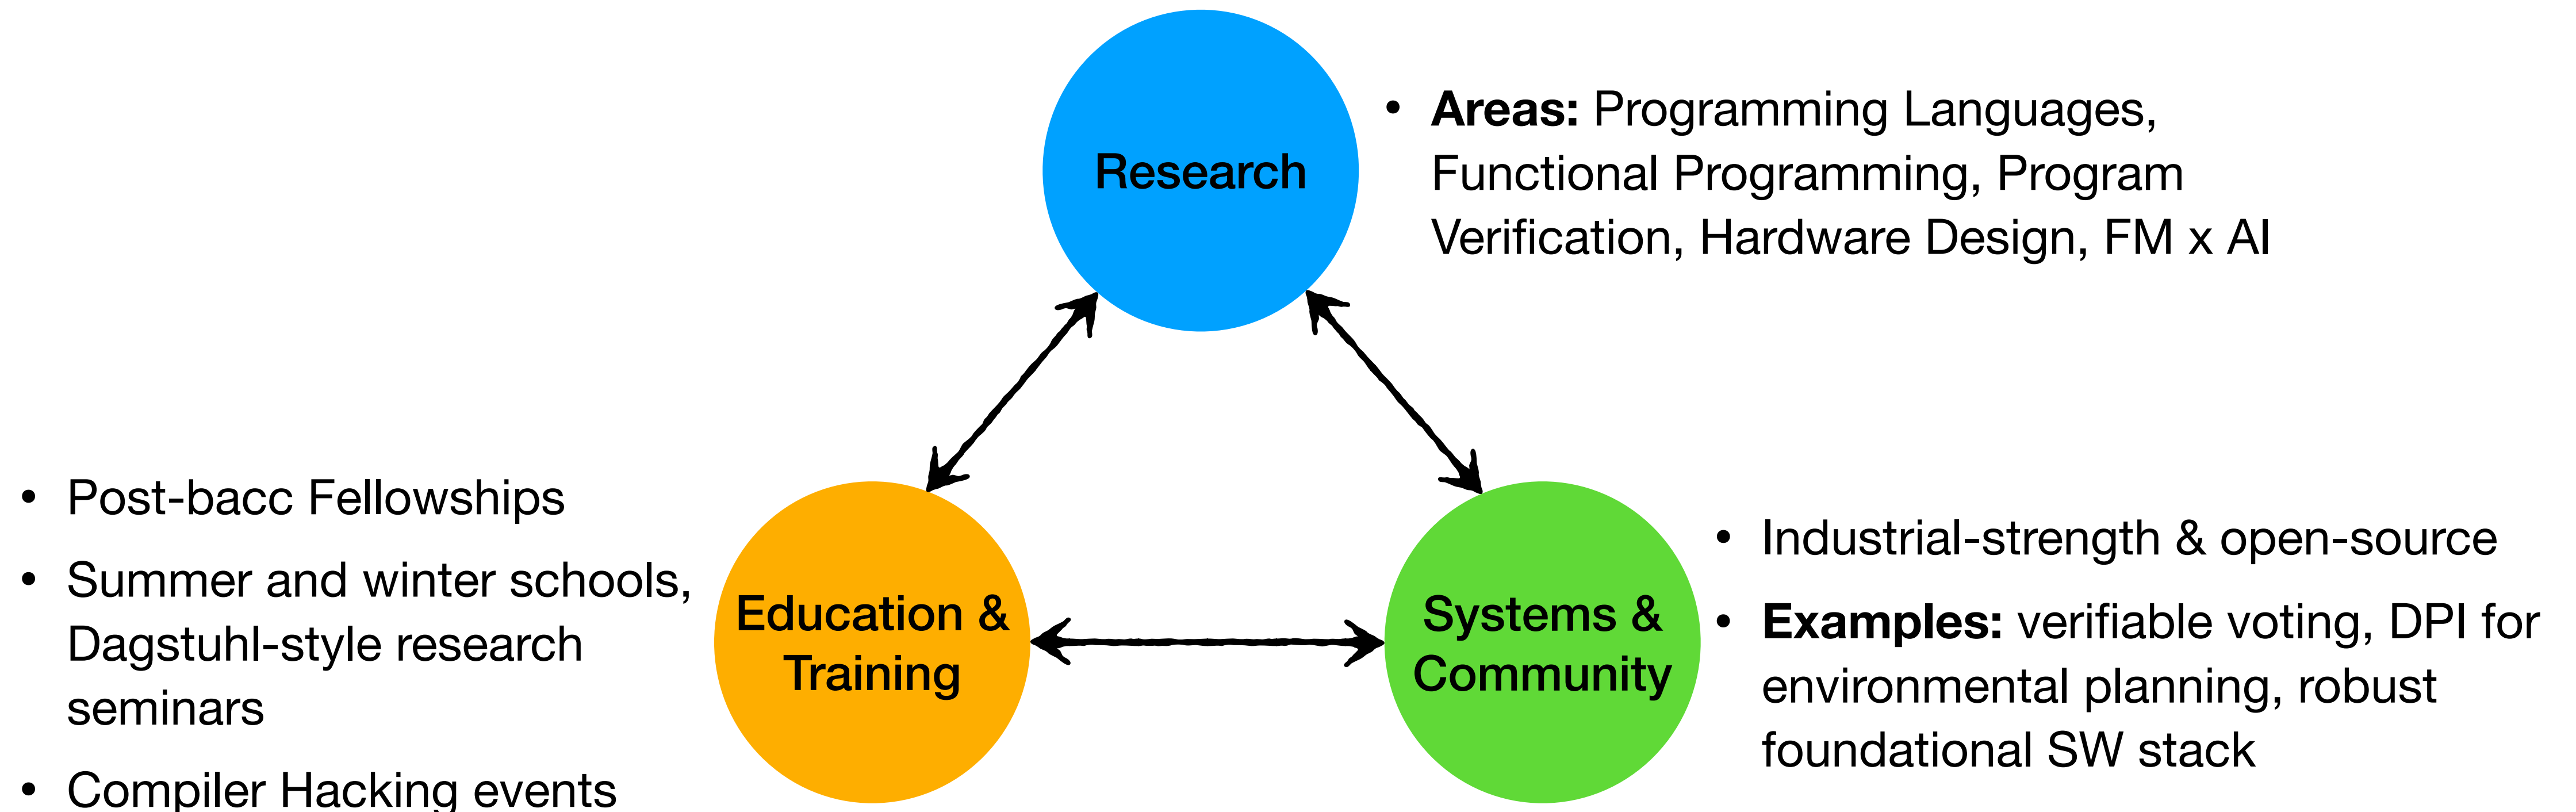 Research
• Areas: Programming Languages,
Functional Programming, Program
Verification, Hardware Design, FM x AI
• Post-bacc Fellowships
• Summer and winter schools,
Dagstuhl-style research
seminars
• Compiler Hacking events
Education &
Training
Systems &
Community
• Industrial-strength & open-source
• Examples: verifiable voting, DPI for
environmental planning, robust
foundational SW stack